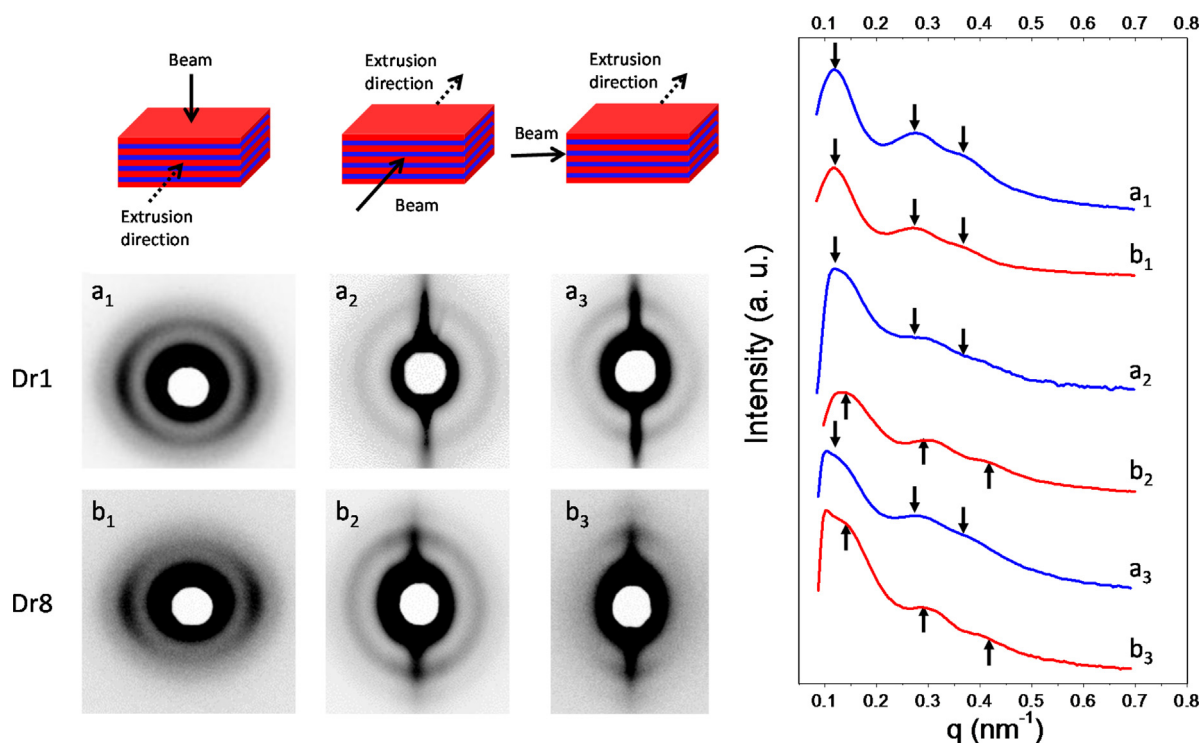 Beam
Extrusion
direction
Extrusion
direction
Beam
Extrusion
direction
Beam
Dr1
a1
a2
a3
Dr8
b1
b2
b3
0.1 0.2 0.3 0.4 0.5 0.6 0.7 0.8
Intensity (a. u.)
a1
b1
a2
b2
a3
b3
0.1 0.2 0.3 0.4 0.5 0.6 0.7 0.8
q (nm-1)